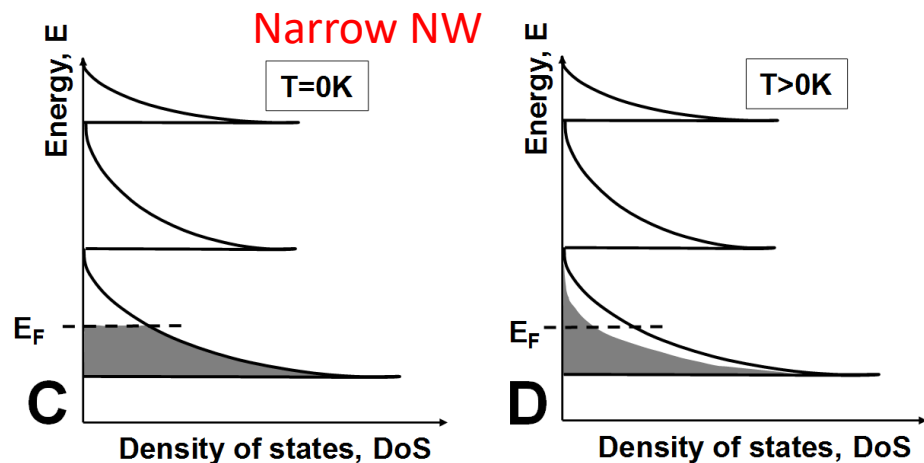 Narrow NW
Energy, E
T=0K
E_F
C
Density of states, DoS
Energy, E
T>0K
E_F
D
Density of states, DoS